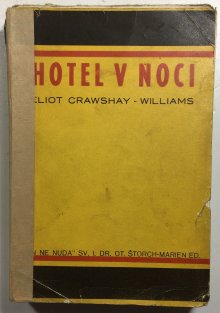 HOTEL V NOCI
ELIOT CRAWSHAY - WILLIAMS
NE NUDA" SV. I. DR. OT. ŠTORCH-MARIEN ED.